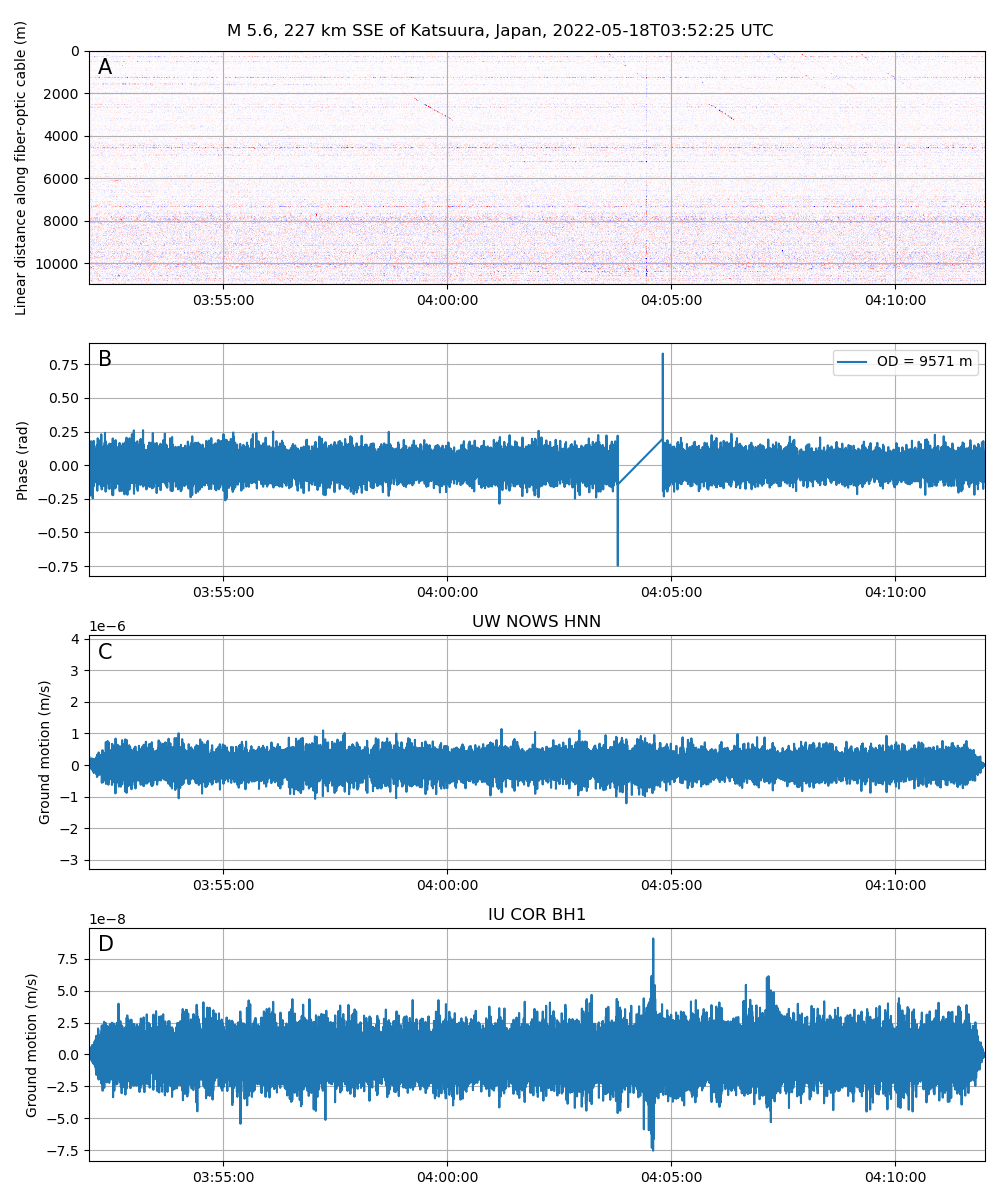 M 5.6, 227 km SSE of Katsuura, Japan, 2022-05-18T03:52:25 UTC
Linear distance along fiber-optic cable (m)
A
0
2000
4000
6000
8000
10000
03:55:00 04:00:00 04:05:00 04:10:00
B
OD = 9571 m
Phase (rad)
0.75
0.50
0.25
0.00
−0.25
−0.50
−0.75
03:55:00 04:00:00 04:05:00 04:10:00
UW NOWS HNN
1e−6
C
Ground motion (m/s)
4
3
2
1
0
−1
−2
−3
03:55:00 04:00:00 04:05:00 04:10:00
IU COR BH1
1e−8
D
Ground motion (m/s)
7.5
5.0
2.5
0.0
−2.5
−5.0
−7.5
03:55:00 04:00:00 04:05:00 04:10:00